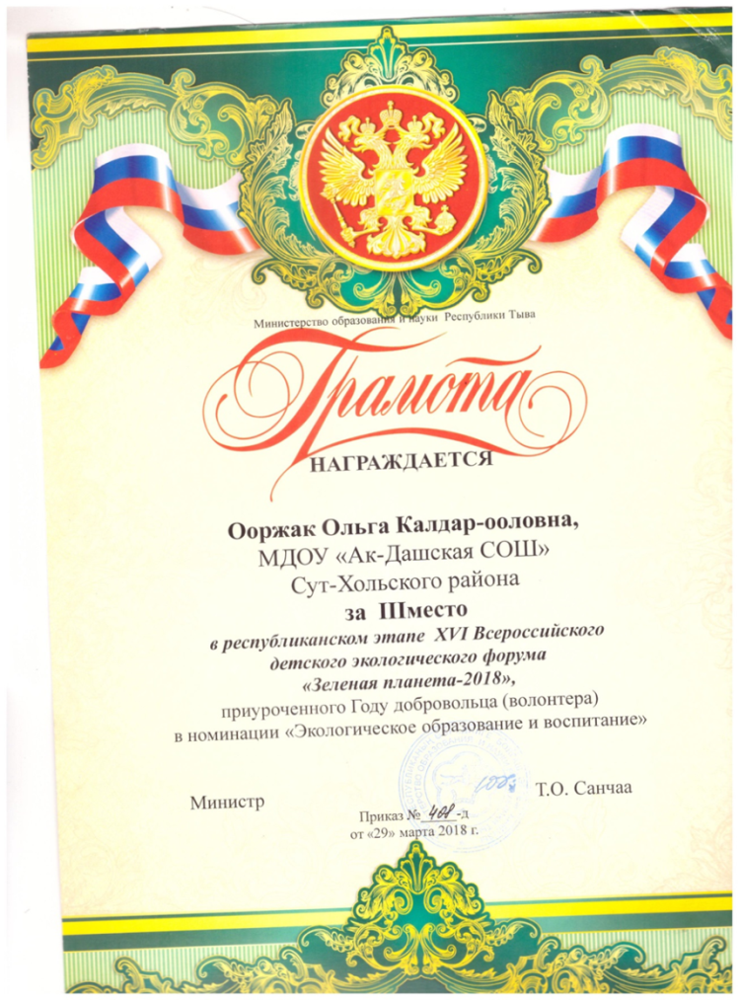 Министерство образования и науки Республики Тыва
Грамота
НАГРАЖДАЕТСЯ
Ооржак Ольга Калдар-ооловна,
МДОУ «Ак-Дашская СОШ»
Сут-Хольского района
за IIIместо
в республиканском этапе XVI Всероссийского
детского экологического форума
«Зеленая планета-2018»,
приуроченного Году добровольца (волонтера)
в номинации «Экологическое образование и воспитание»
Министр
Т.О. Санчаа
Приказ № 408-д
от «29» марта 2018 г.